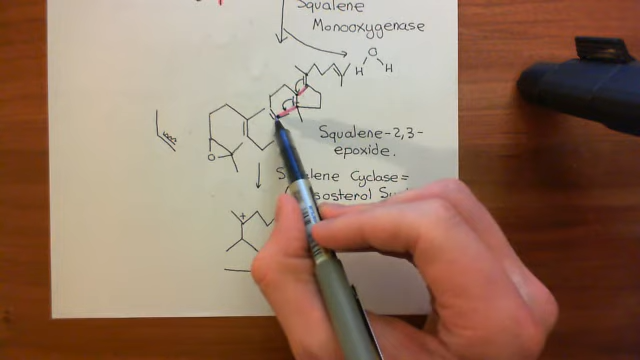 Squalene
Monooxygenase
O
H H
Squalene-2,3-
epoxide.
O
Cyclase=
+